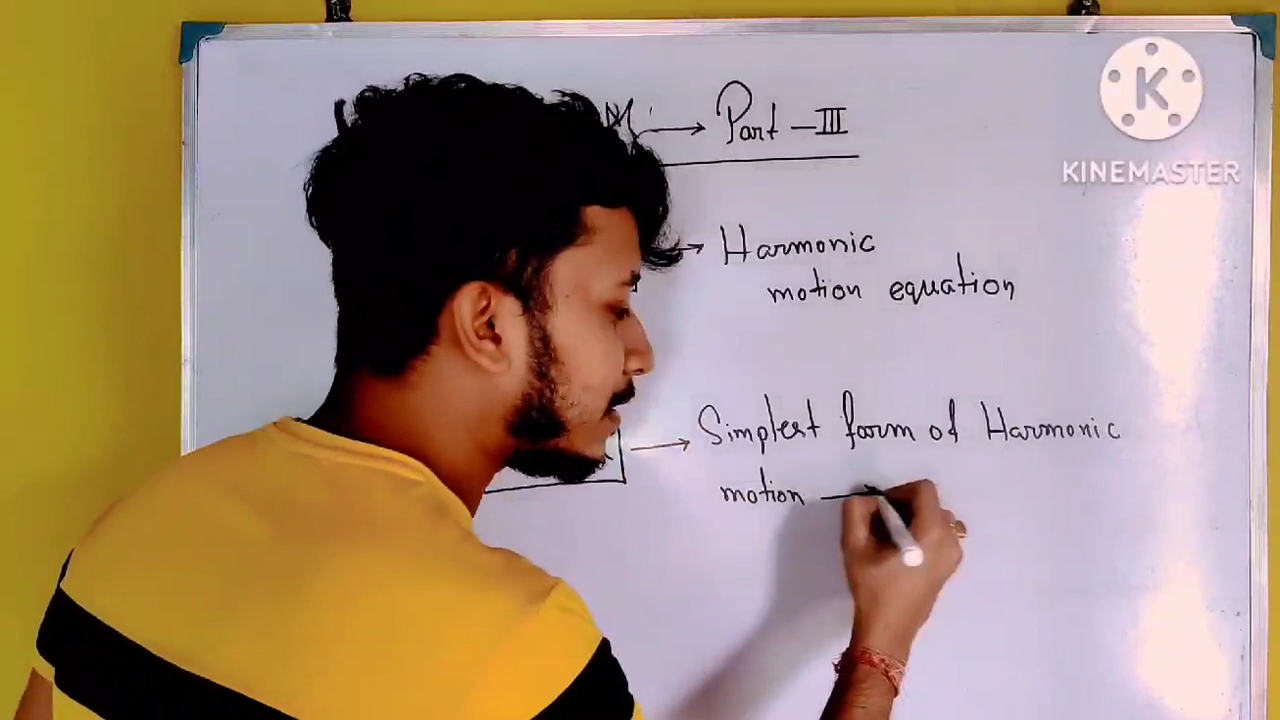 → Part - III
→ Harmonic
motion equation
→ Simplest form of Harmonic
motion —
K
KINEMASTER